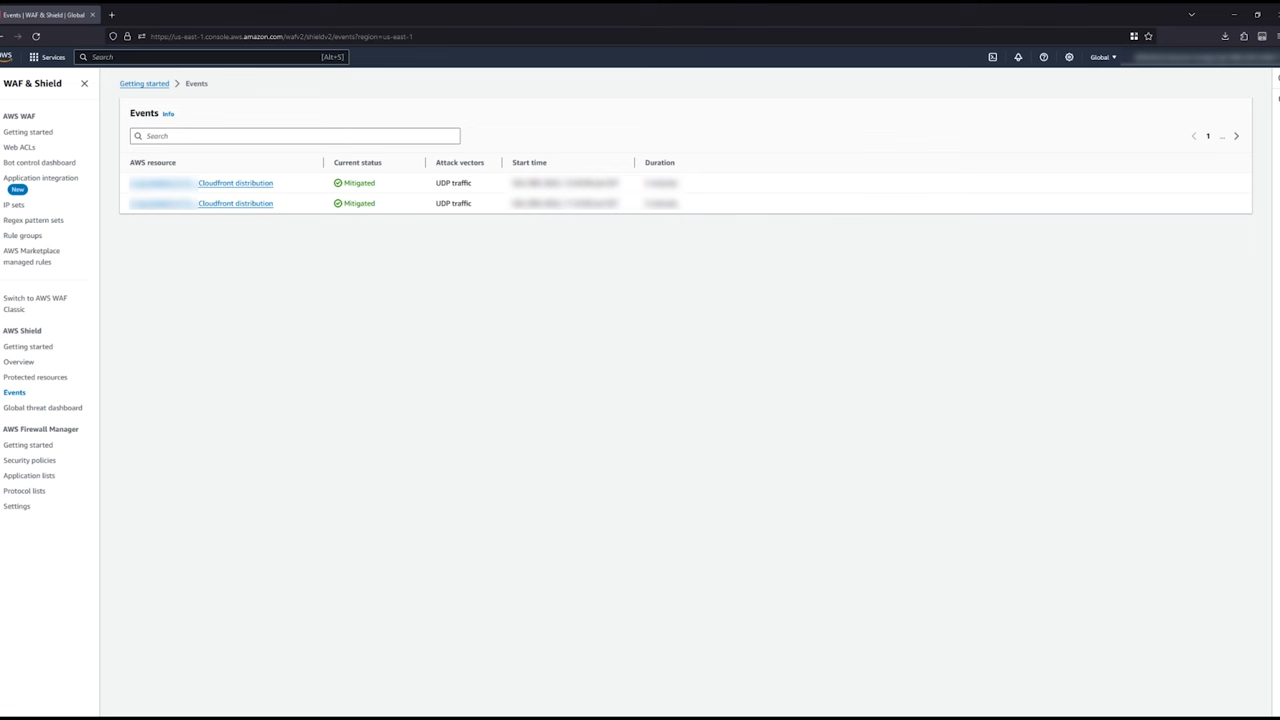 Events | WAF & Shield | Global
https://us-east-1.console.aws.amazon.com/wafv2/shieldv2/events?region=us-east-1
aws
Services
Search [Alt+5]
Global
WAF & Shield
AWS WAF
Getting started
Web ACLs
Bot control dashboard
Application integration
New
IP sets
Regex pattern sets
Rule groups
AWS Marketplace
managed rules
Switch to AWS WAF
Classic
AWS Shield
Getting started
Overview
Protected resources
Events
Global threat dashboard
AWS Firewall Manager
Getting started
Security policies
Application lists
Protocol lists
Settings
Getting started > Events
Events Info
Search
1 ...
AWS resource Current status Attack vectors Start time Duration
Cloudfront distribution Mitigated UDP traffic
Cloudfront distribution Mitigated UDP traffic